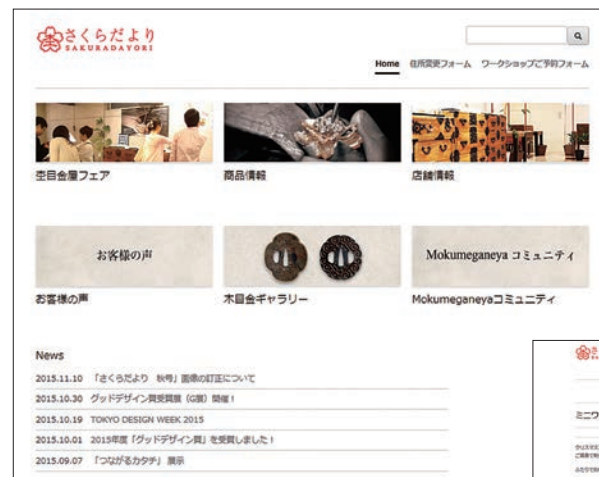 さくらだより
SAKURADAYORI
Home 住所変更フォーム ワークショップご予約フォーム
杢目金屋フェア
商品情報
店舗情報
お客様の声
Mokumeganeya コミュニティ
お客様の声
木目金ギャラリー
Mokumeganeyaコミュニティ
News
2015.11.10 「さくらだより 秋号」画像の訂正について
2015.10.30 グッドデザイン賞受賞展（G展）開催！
2015.10.19 TOKYO DESIGN WEEK 2015
2015.10.01 2015年度「グッドデザイン賞」を受賞しました！
2015.09.07 「つながるカタチ」 展示
ミニワ